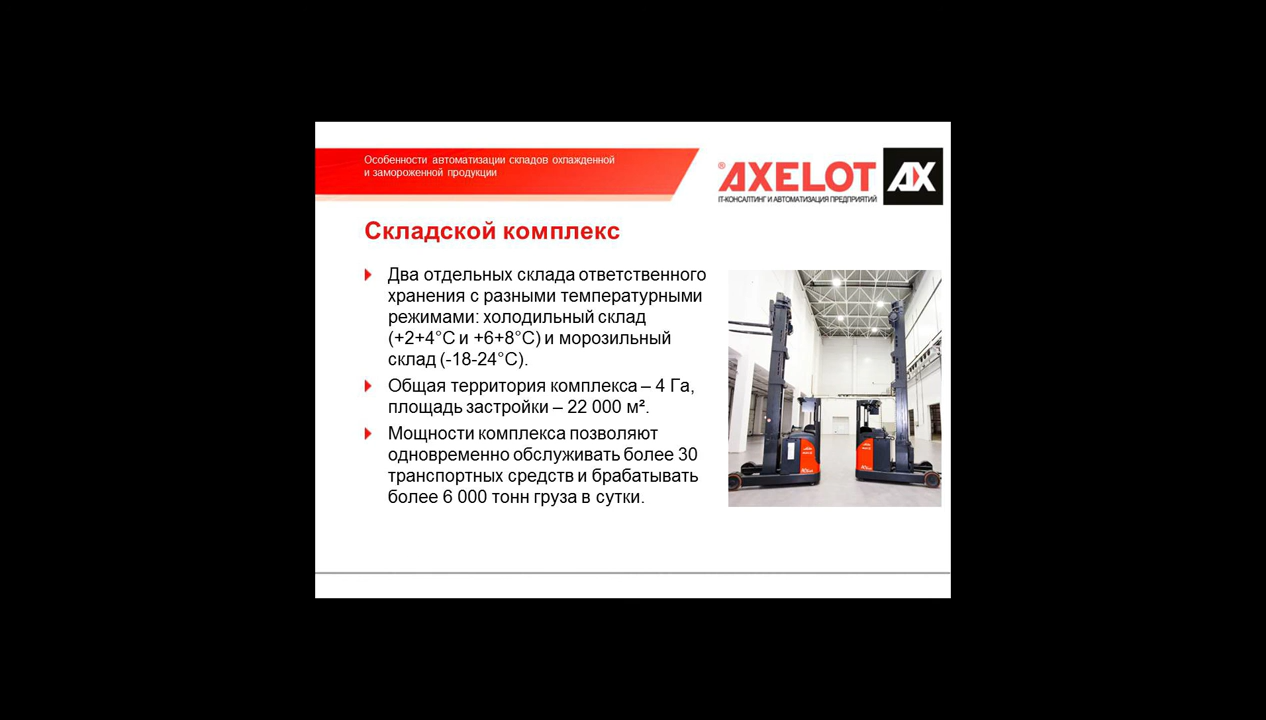 Особенности автоматизации складов охлажденной
и замороженной продукции
® AXELOT AX
IT-КОНСАЛТИНГ И АВТОМАТИЗАЦИЯ ПРЕДПРИЯТИЙ
Складской комплекс
Два отдельных склада ответственного
хранения с разными температурными
режимами: холодильный склад
(+2+4°С и +6+8°С) и морозильный
склад (-18-24°С).
Общая территория комплекса – 4 Га,
площадь застройки – 22 000 м².
Мощности комплекса позволяют
одновременно обслуживать более 30
транспортных средств и брабатывать
более 6 000 тонн груза в сутки.